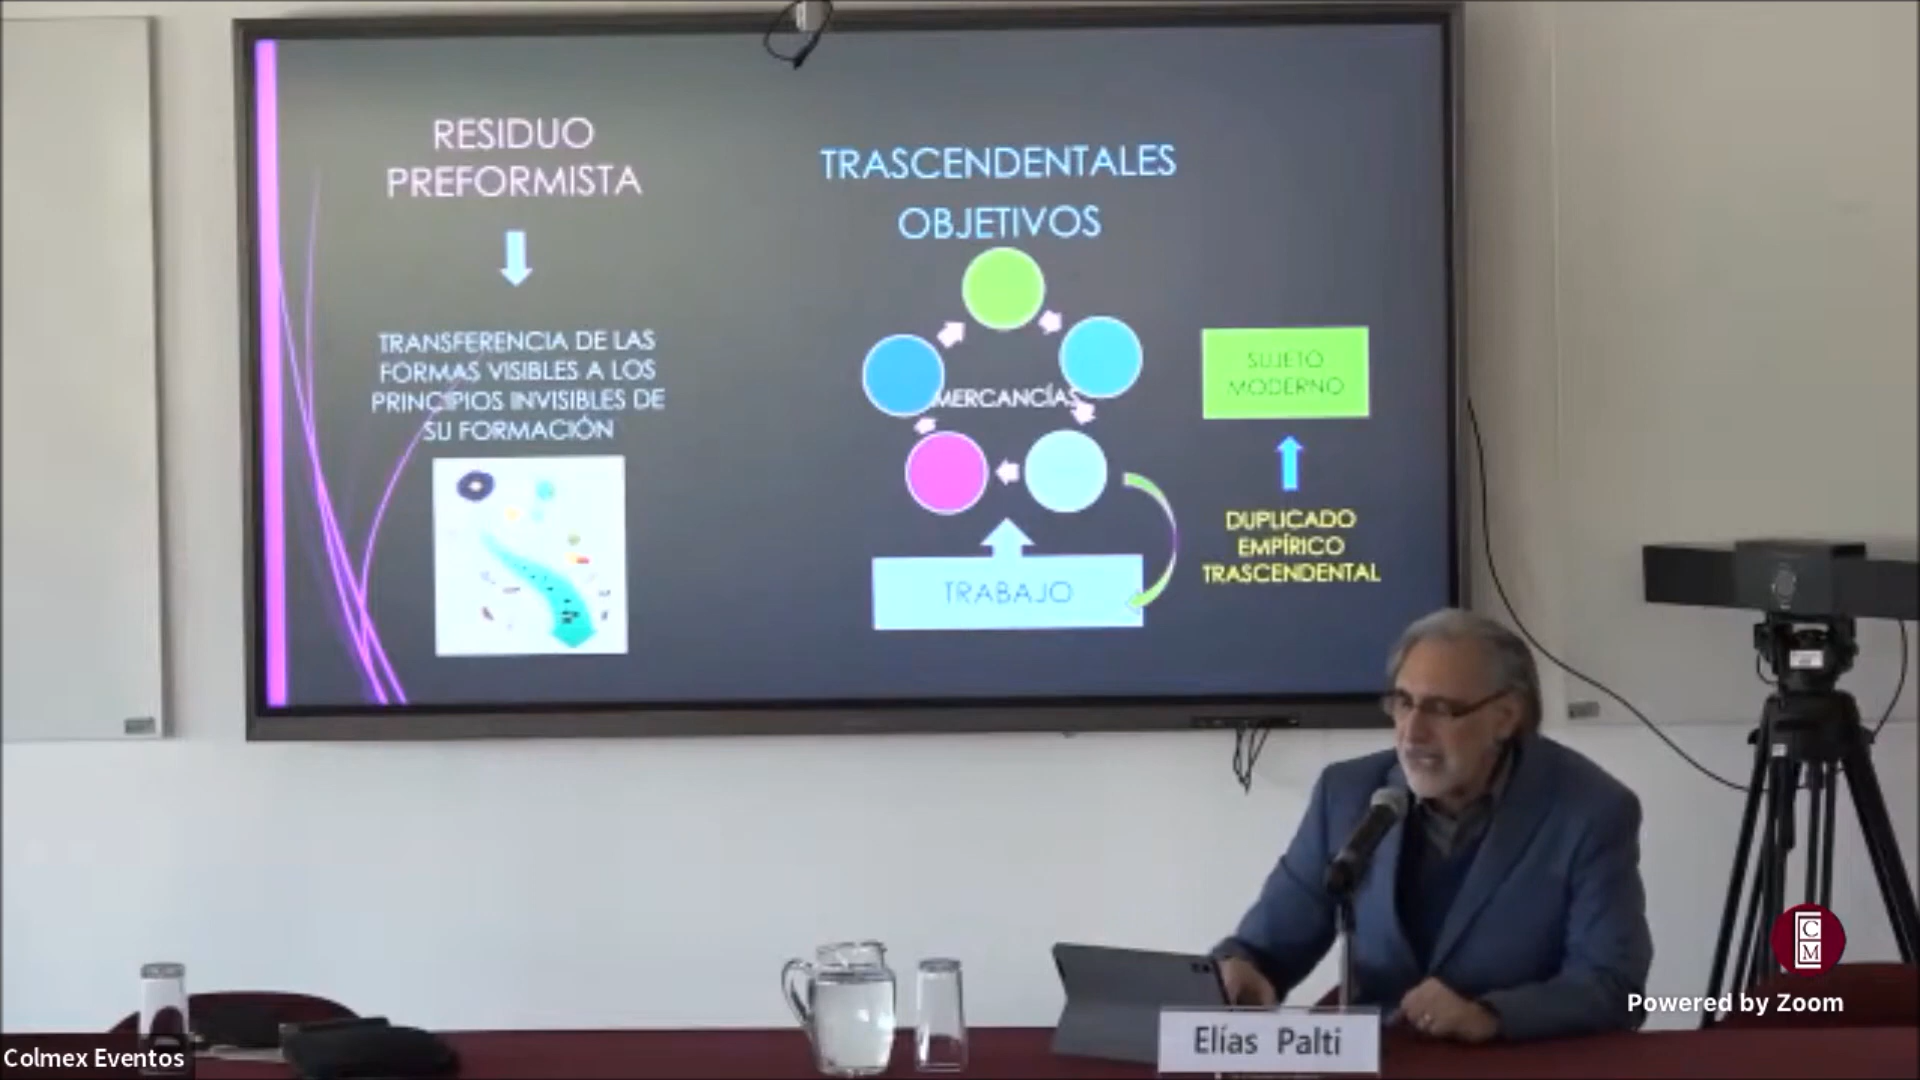 RESIDUO
PREFORMISTA
TRANSFERENCIA DE LAS
FORMAS VISIBLES A LOS
PRINCIPIOS INVISIBLES DE
SU FORMACIÓN
TRASCENDENTALES
OBJETIVOS
MERCANCÍAS
TRABAJO
SUJETO
MODERNO
DUPLICADO
EMPÍRICO
TRASCENDENTAL
C
M
Powered by Zoom
Elías Palti
Colmex Eventos